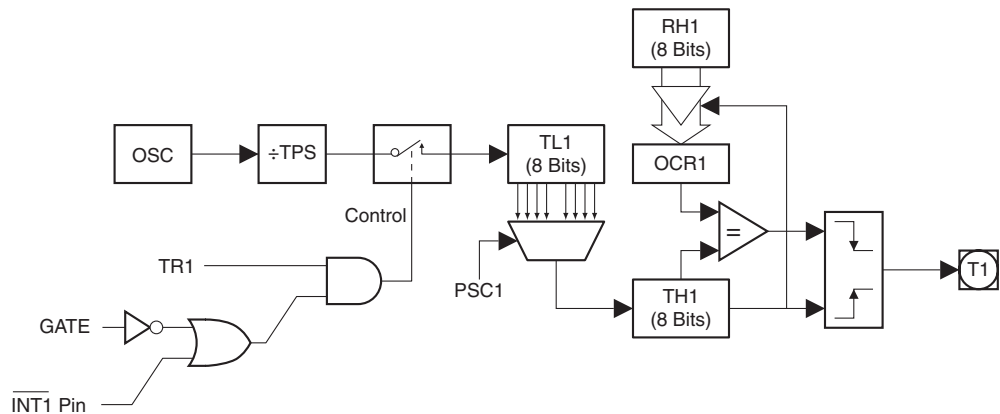 RH1
(8 Bits)
OSC
÷TPS
TL1
(8 Bits)
OCR1
Control
=
TR1
PSC1
T1
TH1
(8 Bits)
GATE
INT1 Pin